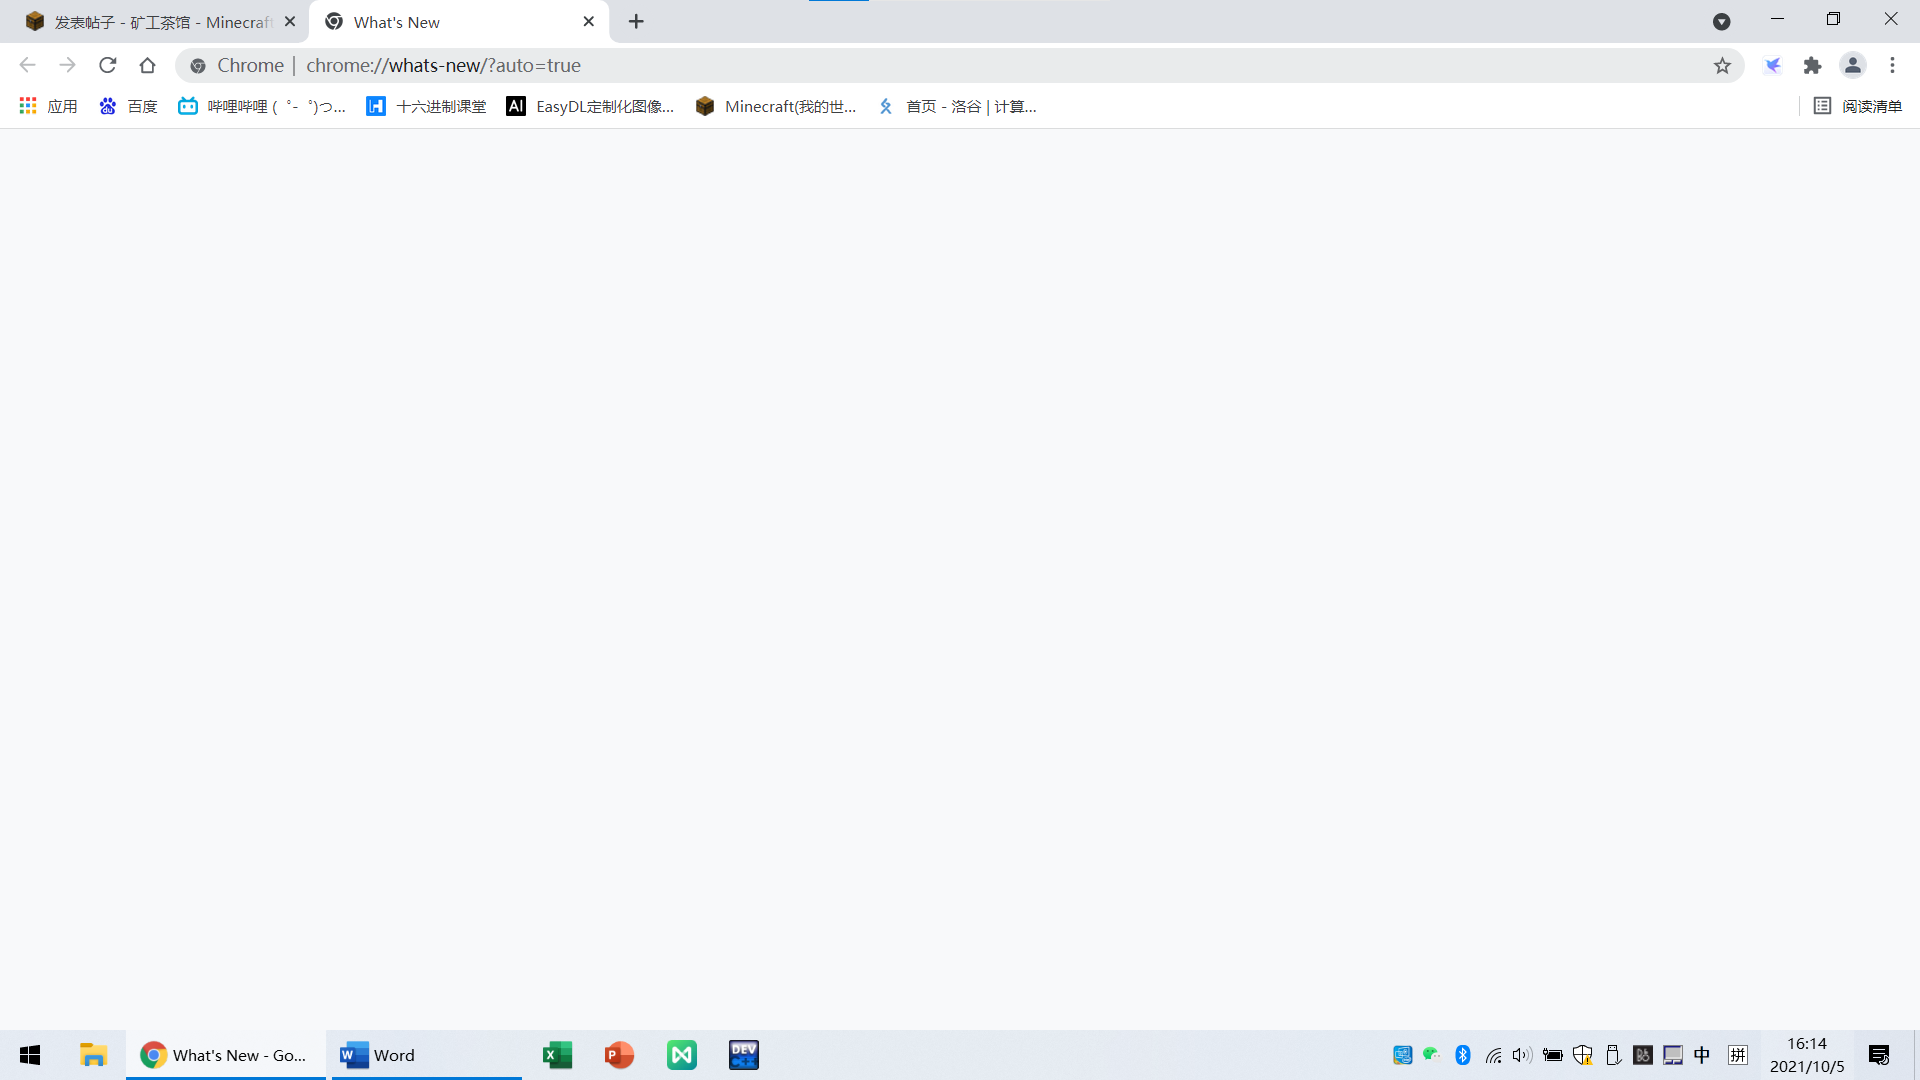 发表帖子 - 矿工茶馆 - Minecraft
What's New
Chrome | chrome://whats-new/?auto=true
应用
百度
哔哩哔哩 ( ゜- ゜)つ...
十六进制课堂
AI
EasyDL定制化图像...
Minecraft(我的世...
首页 - 洛谷 | 计算...
阅读清单
What's New - Go...
Word
DEV
中
拼
16:14
2021/10/5